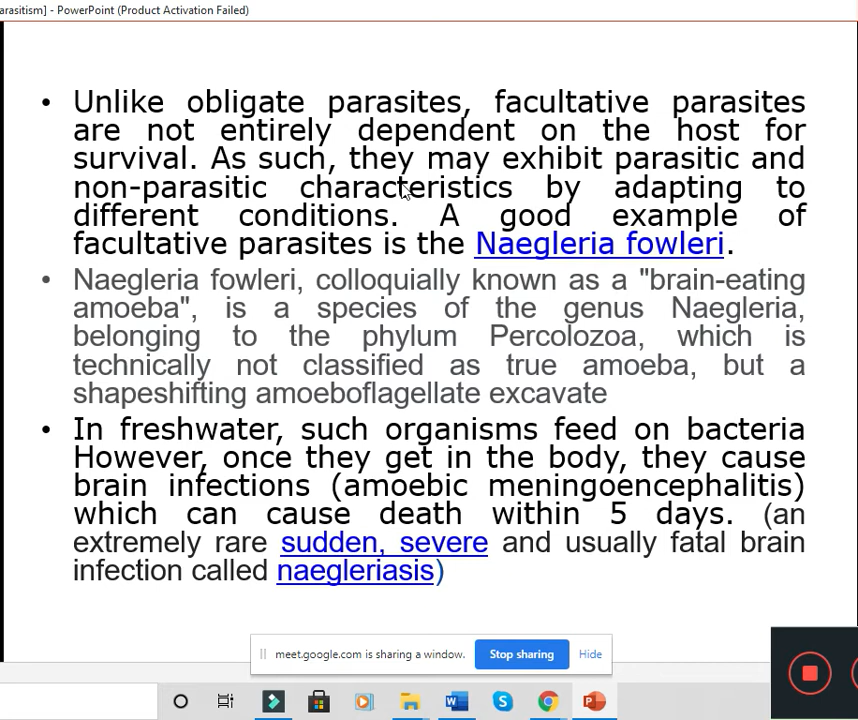 arasitism] - PowerPoint (Product Activation Failed)
• Unlike obligate parasites, facultative parasites
are not entirely dependent on the host for
survival. As such, they may exhibit parasitic and
non-parasitic characteristics by adapting to
different conditions. A good example of
facultative parasites is the Naegleria fowleri.
• Naegleria fowleri, colloquially known as a "brain-eating
amoeba", is a species of the genus Naegleria,
belonging to the phylum Percolozoa, which is
technically not classified as true amoeba, but a
shapeshifting amoeboflagellate excavate
• In freshwater, such organisms feed on bacteria
However, once they get in the body, they cause
brain infections (amoebic meningoencephalitis)
which can cause death within 5 days. (an
extremely rare sudden, severe and usually fatal brain
infection called naegleriasis)
meet.google.com is sharing a window. Stop sharing Hide